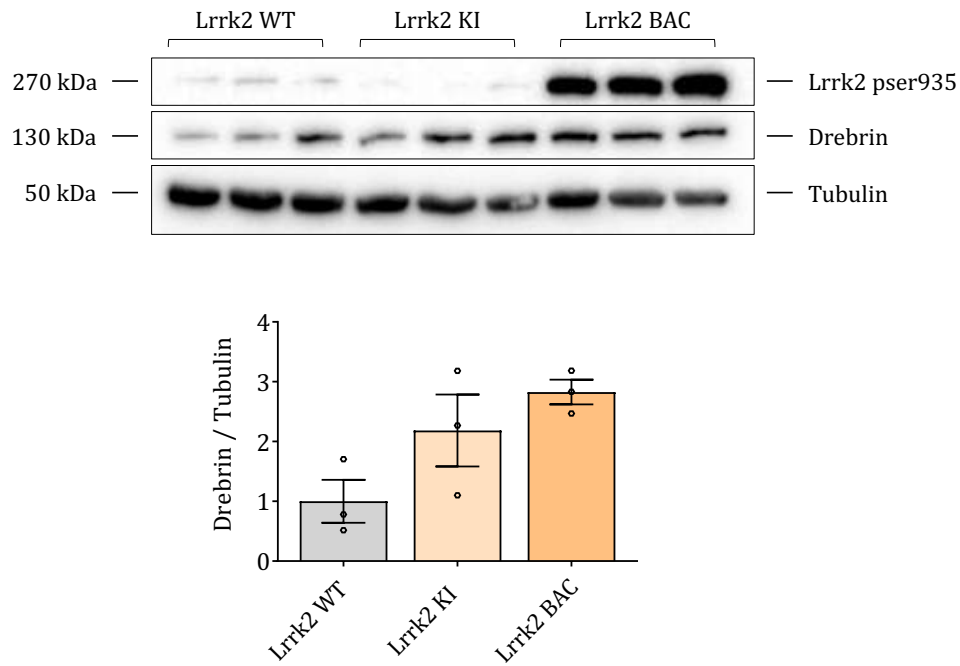 Lrrk2 WT Lrrk2 KI Lrrk2 BAC
270 kDa Lrrk2 pser935
130 kDa Drebrin
50 kDa Tubulin
4
3
2
1
0
Drebrin / Tubulin
Lrrk2 WT
Lrrk2 KI
Lrrk2 BAC